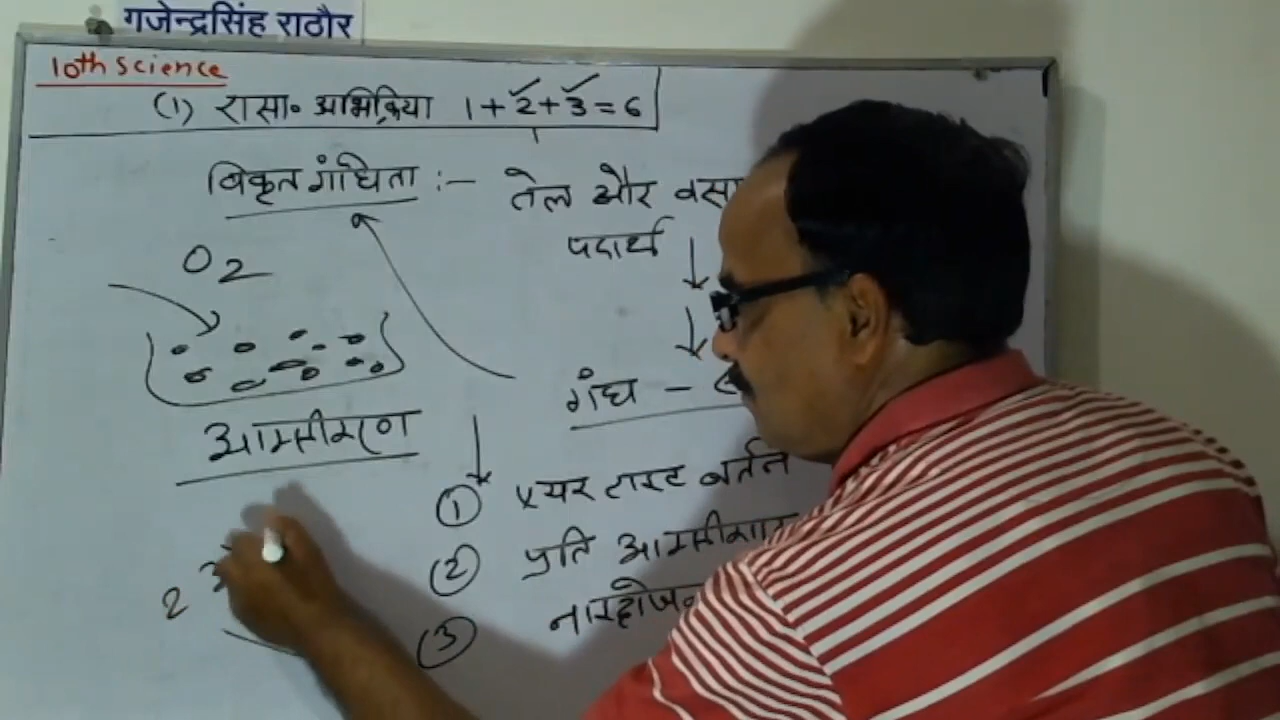 गजेन्द्रसिंह राठौर
10th Science
(1) रासा० अभिक्रिया 1 + 2 + 3 = 6
विकृत गंधिता :- तेल और वसा
पदार्थ
O2
गंध -
आक्सीकरण
① एयर टाइट बर्तन
② प्रति आक्सीका
③ नाइट्रोजन
2